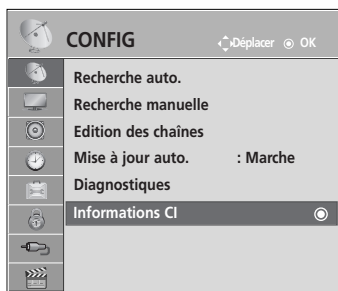 CONFIG Déplacer OK
Recherche auto.
Recherche manuelle
Edition des chaînes
Mise à jour auto. : Marche
Diagnostiques
Informations CI